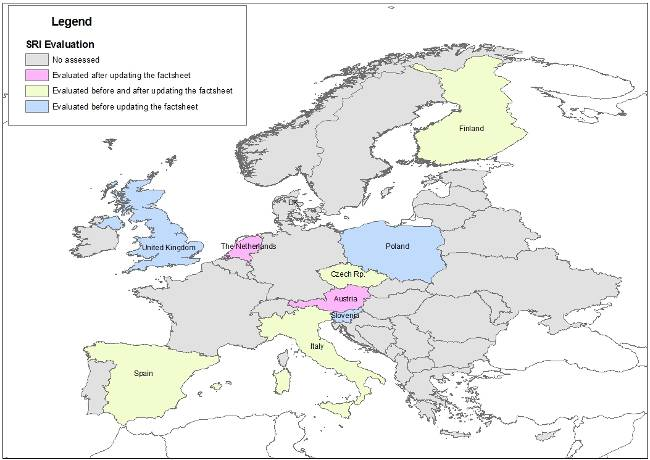 Legend
SRI Evaluation
No assessed
Evaluated after updating the factsheet
Evaluated before and after updating the factsheet
Evaluated before updating the factsheet
Finland
United Kingdom
The Netherlands
Poland
Czech Rp.
Austria
Slovenia
Italy
Spain